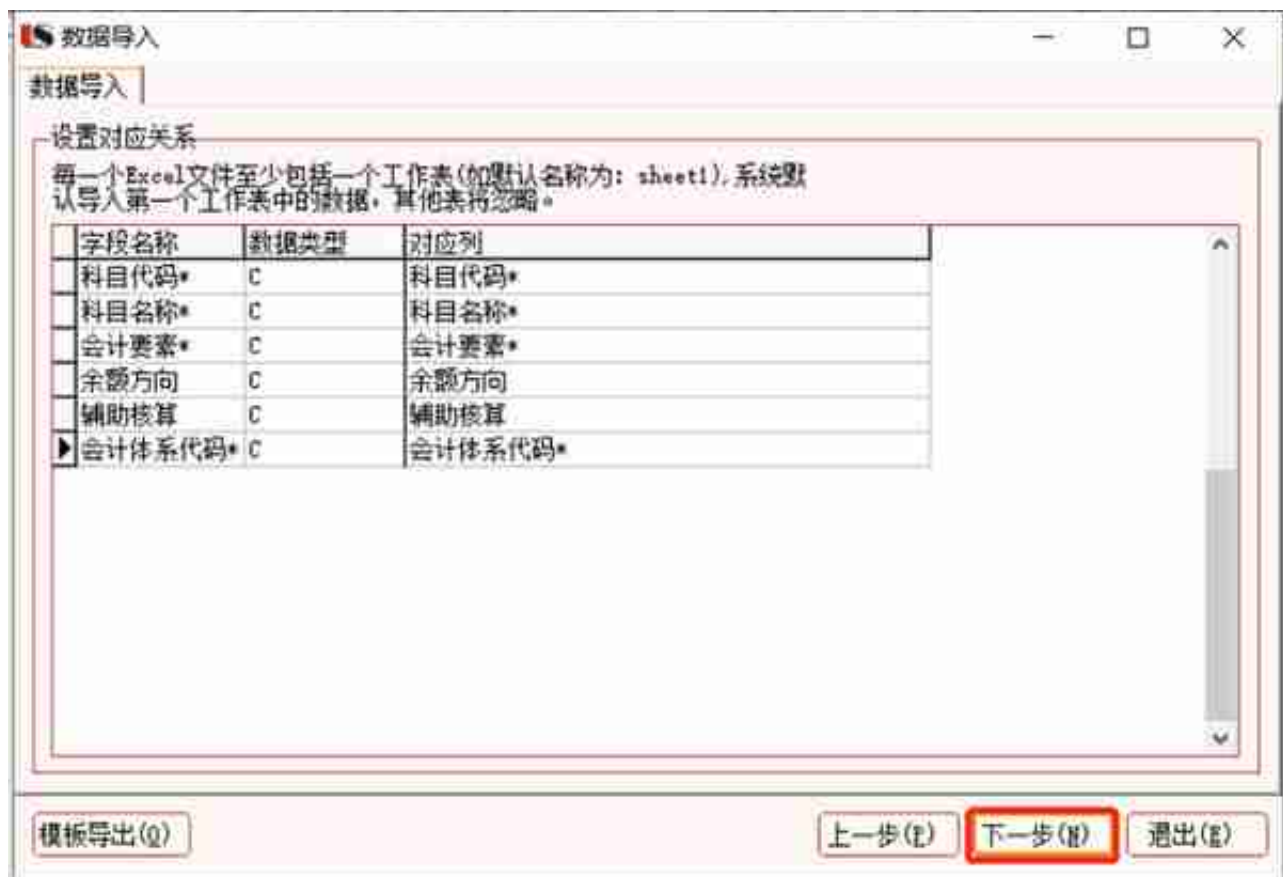 数据导入
数据导入
设置对应关系
每一个Excel文件至少包括一个工作表(如默认名称为: sheet1),系统默
认导入第一个工作表中的数据，其他表将忽略。
字段名称 数据类型 对应列
科目代码* C 科目代码*
科目名称* C 科目名称*
会计要素* C 会计要素*
余额方向 C 余额方向
辅助核算 C 辅助核算
会计体系代码* C 会计体系代码*
模板导出(Q) 上一步(P) 下一步(N) 退出(E)